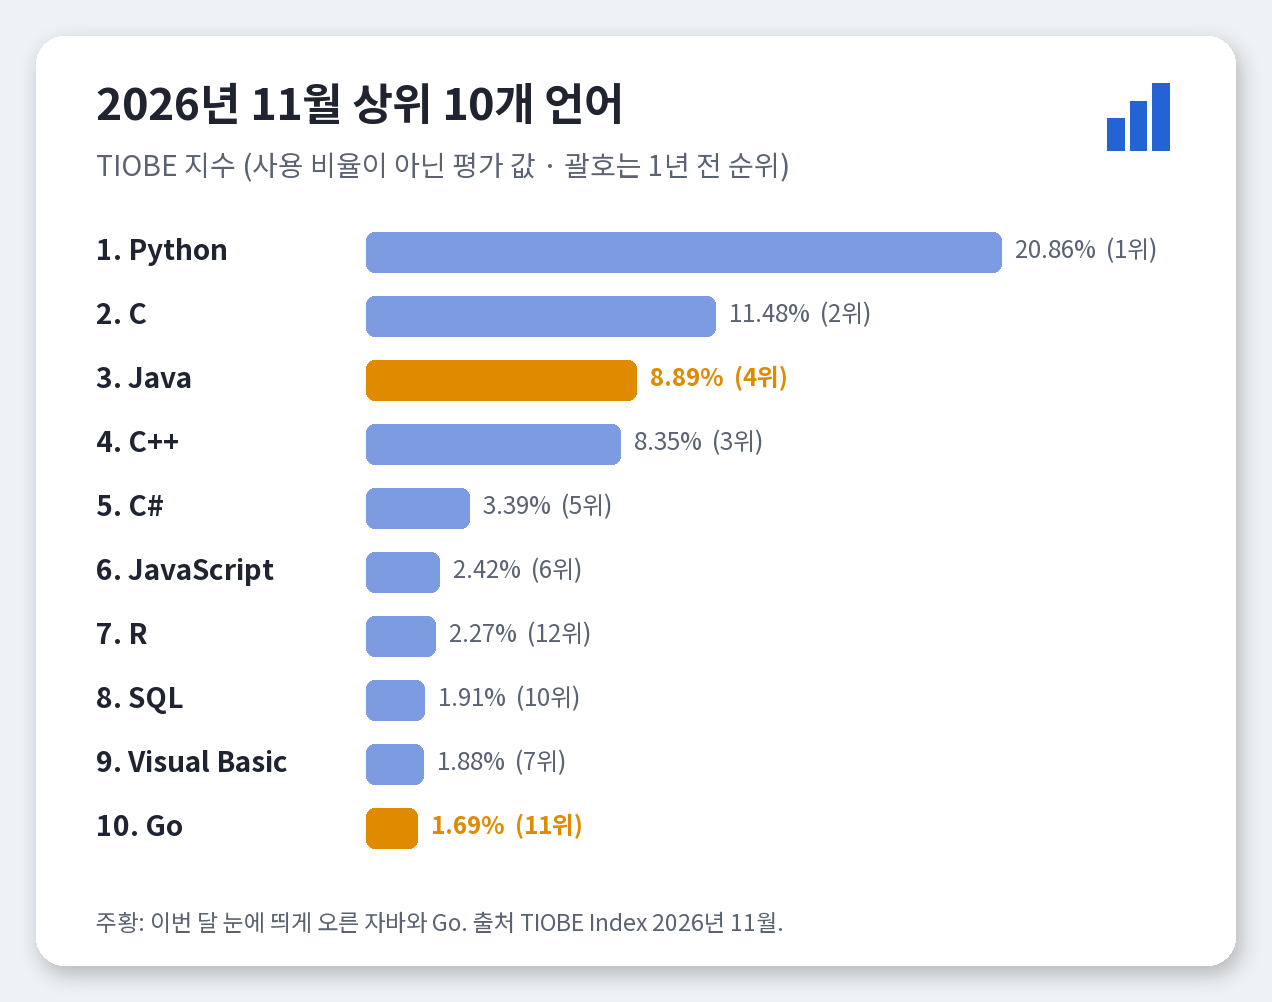 2026년 11월 상위 10개 언어
TIOBE 지수 (사용 비율이 아닌 평가 값 · 괄호는 1년 전 순위)
1. Python 20.86% (1위)
2. C 11.48% (2위)
3. Java 8.89% (4위)
4. C++ 8.35% (3위)
5. C# 3.39% (5위)
6. JavaScript 2.42% (6위)
7. R 2.27% (12위)
8. SQL 1.91% (10위)
9. Visual Basic 1.88% (7위)
10. Go 1.69% (11위)
주황: 이번 달 눈에 띄게 오른 자바와 Go. 출처 TIOBE Index 2026년 11월.